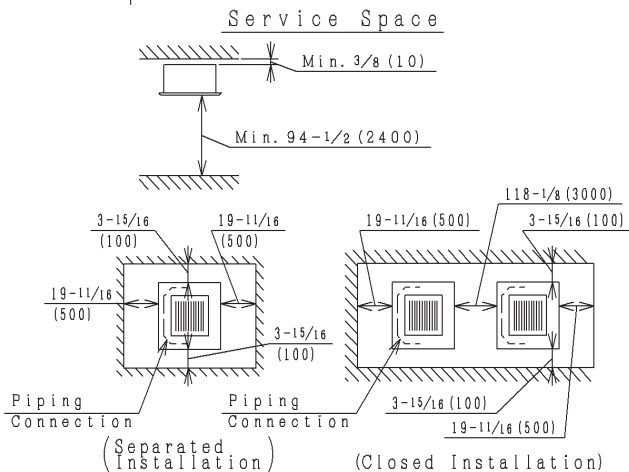 Service Space
Min. 3/8 (10)
Min. 94-1/2 (2400)
3-15/16
(100)
19-11/16
(500)
19-11/16
(500)
3-15/16
(100)
Piping
Connection
(Separated
Installation)
118-1/8 (3000)
19-11/16 (500)
3-15/16 (100)
Piping
Connection
3-15/16 (100)
19-11/16 (500)
(Closed Installation)